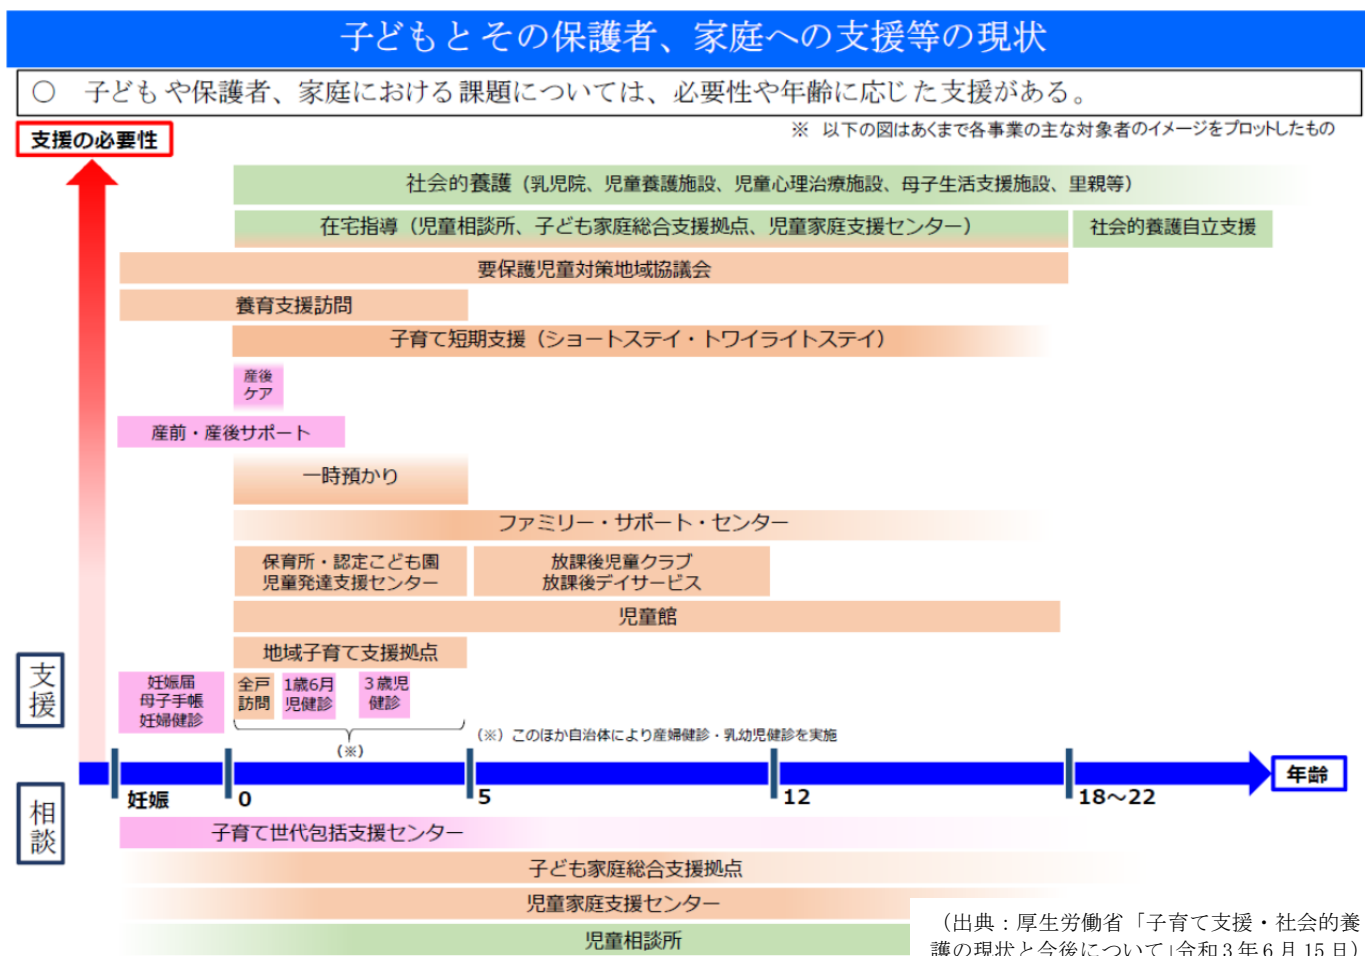 子どもとその保護者、家庭への支援等の現状
○　子どもや保護者、家庭における課題については、必要性や年齢に応じた支援がある。
※　以下の図はあくまで各事業の主な対象者のイメージをプロットしたもの
支援の必要性
社会的養護（乳児院、児童養護施設、児童心理治療施設、母子生活支援施設、里親等）
在宅指導（児童相談所、子ども家庭総合支援拠点、児童家庭支援センター）
社会的養護自立支援
要保護児童対策地域協議会
養育支援訪問
子育て短期支援（ショートステイ・トワイライトステイ）
産後
ケア
産前・産後サポート
一時預かり
ファミリー・サポート・センター
保育所・認定こども園
児童発達支援センター
放課後児童クラブ
放課後デイサービス
児童館
地域子育て支援拠点
支援
妊娠届
母子手帳
妊婦健診
全戸
訪問
1歳6月
児健診
３歳児
健診
（※）
（※）このほか自治体により産婦健診・乳幼児健診を実施
妊娠
0
5
12
18～22
年齢
相談
子育て世代包括支援センター
子ども家庭総合支援拠点
児童家庭支援センター
児童相談所
（出典：厚生労働省「子育て支援・社会的養
護の現状と今後について」令和３年６月 15 日）